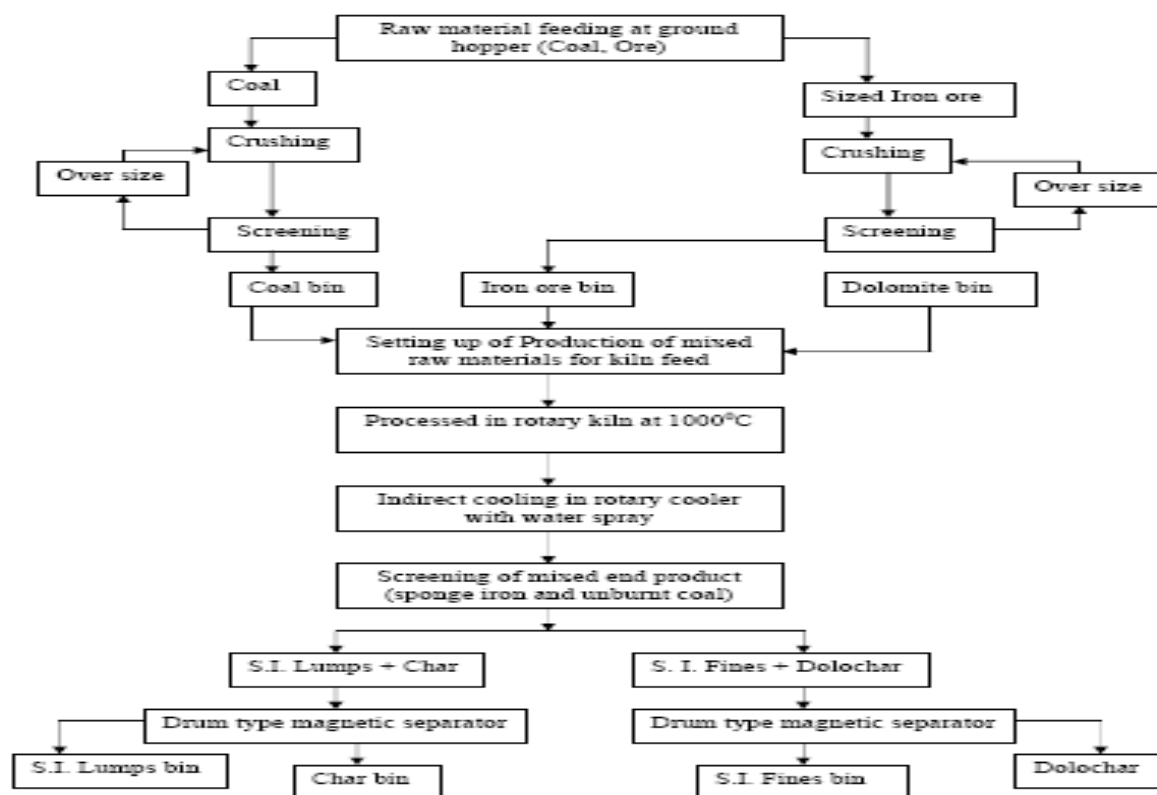 Raw material feeding at ground
hopper (Coal, Ore)
Coal
Sized Iron ore
Crushing
Crushing
Over size
Over size
Screening
Screening
Coal bin
Iron ore bin
Dolomite bin
Setting up of Production of mixed
raw materials for kiln feed
Processed in rotary kiln at 1000⁰C
Indirect cooling in rotary cooler
with water spray
Screening of mixed end product
(sponge iron and unburnt coal)
S.I. Lumps + Char
S. I. Fines + Dolochar
Drum type magnetic separator
Drum type magnetic separator
S.I. Lumps bin
Char bin
S.I. Fines bin
Dolochar